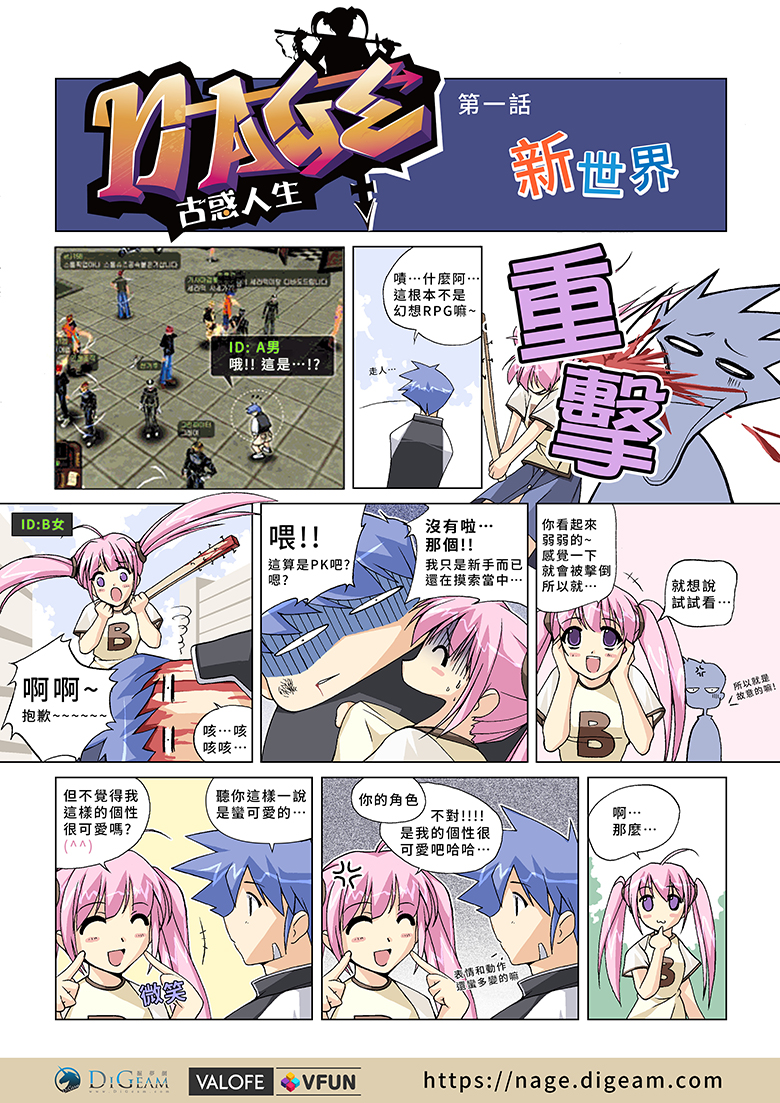 NAGE
古惑人生
第一話
新世界
ID: A男
哦!! 這是…!?
嘖…什麼阿…
這根本不是
幻想RPG嘛~
走人…
重擊
ID:B女
啊啊~
抱歉~~~~~~
咳…咳
咳咳…
喂!!
這算是PK吧?
嗯?
沒有啦…
那個!!
我只是新手而已
還在摸索當中…
你看起來
弱弱的~
感覺一下
就會被擊倒
所以就…
就想說
試試看…
所以就是
故意的嘛!
B
但不覺得我
這樣的個性
很可愛嗎?
(^^)
聽你這樣一說
是蠻可愛的…
微笑
你的角色
不對!!!!
是我的個性很
可愛吧哈哈…
表情和動作
還蠻多變的嘛
啊…
那麼…
DIGEAM
www.DiGeam.com
VALOFE
VFUN
https://nage.digeam.com